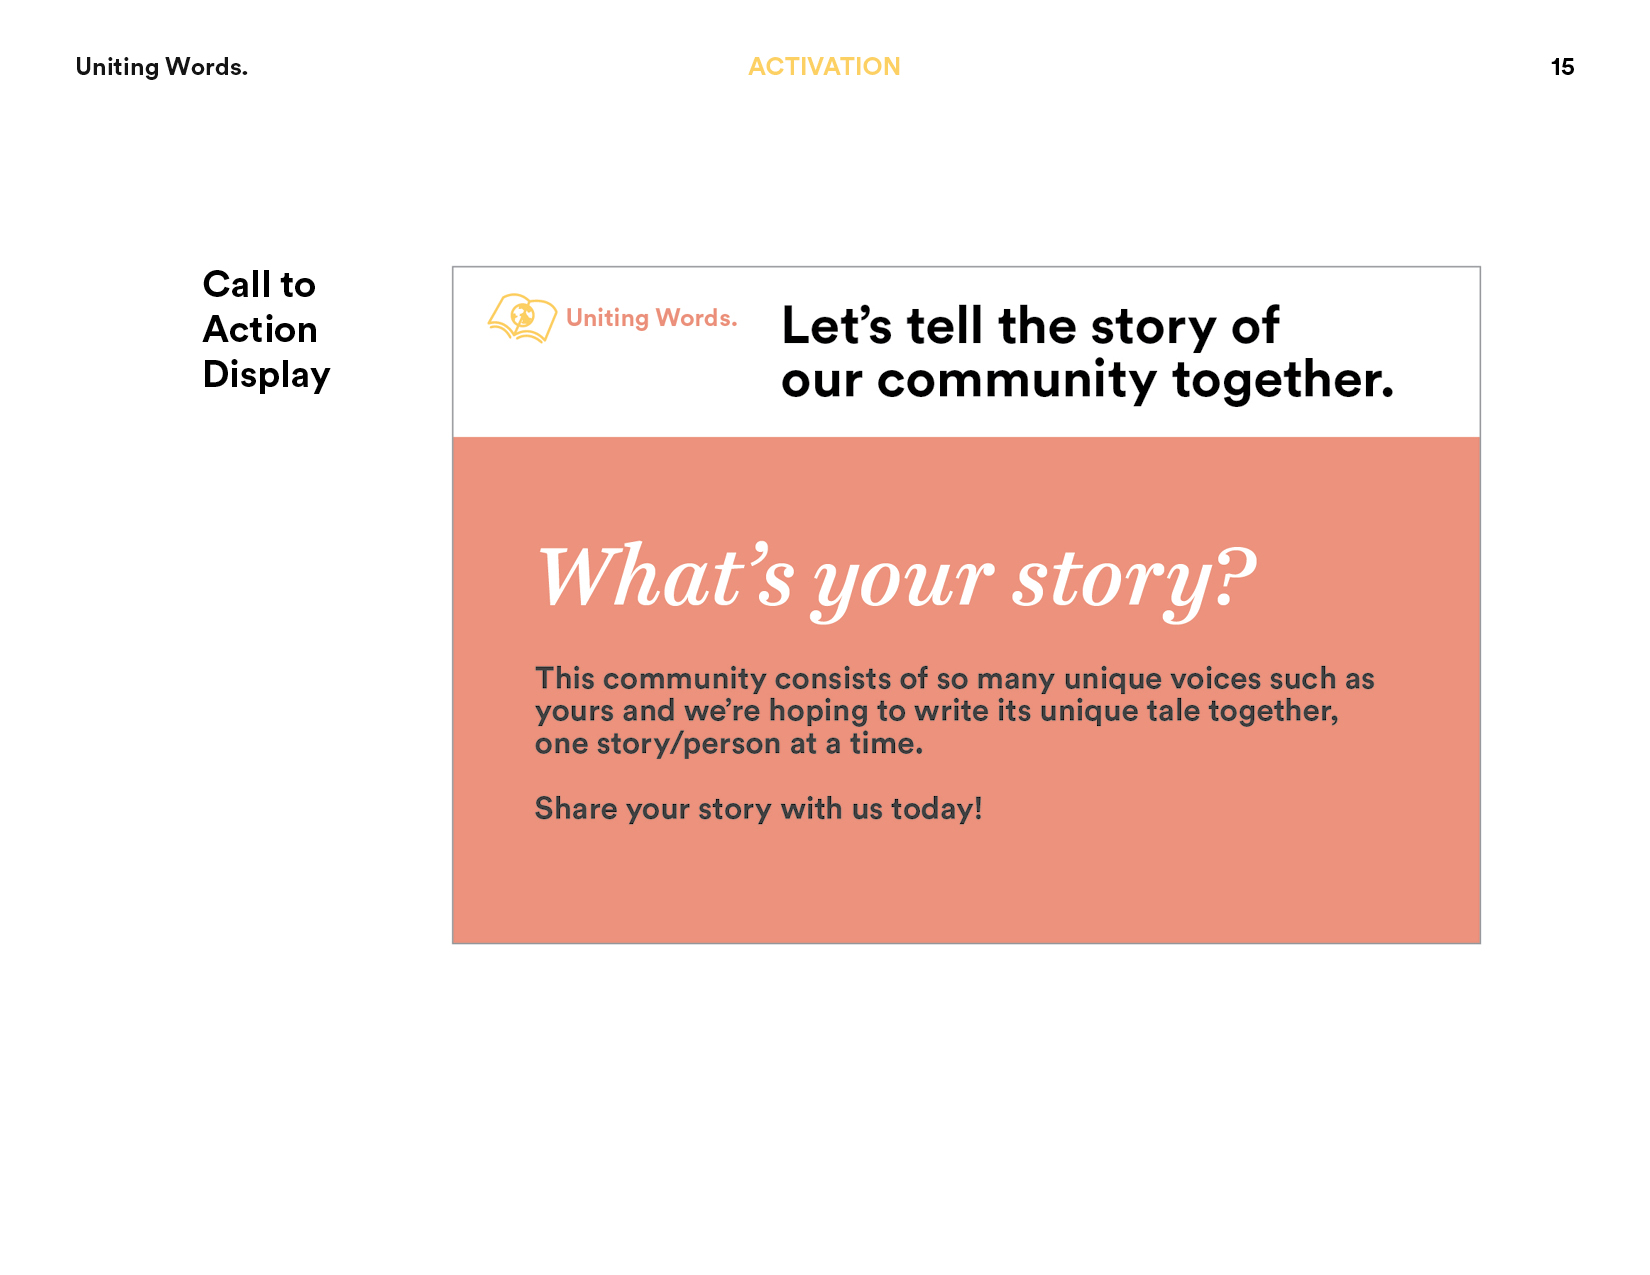 Uniting Words.
ACTIVATION
15
Call to
Action
Display
Uniting Words.
Let’s tell the story of
our community together.
What’s your story?
This community consists of so many unique voices such as
yours and we’re hoping to write its unique tale together,
one story/person at a time.
Share your story with us today!